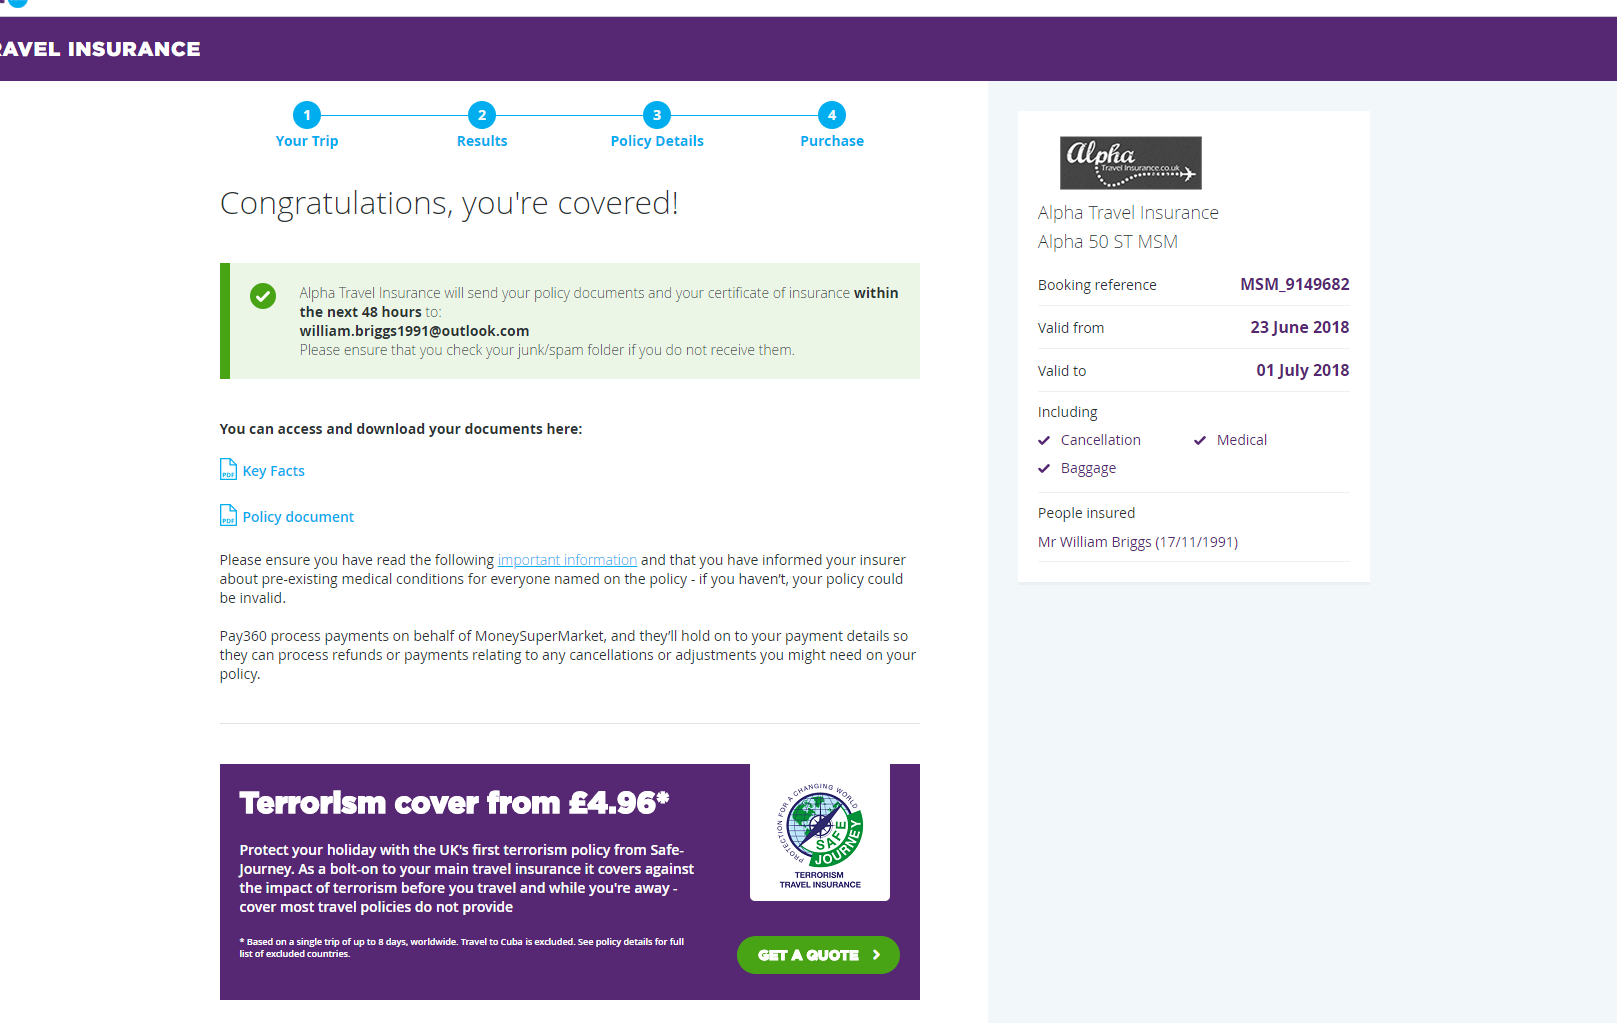 RAVEL INSURANCE
1
2
3
4
Your Trip
Results
Policy Details
Purchase
Congratulations, you're covered!
Alpha Travel Insurance will send your policy documents and your certificate of insurance within
the next 48 hours to:
william.briggs1991@outlook.com
Please ensure that you check your junk/spam folder if you do not receive them.
You can access and download your documents here:
PDF Key Facts
PDF Policy document
Please ensure you have read the following important information and that you have informed your insurer
about pre-existing medical conditions for everyone named on the policy - if you haven't, your policy could
be invalid.
Pay360 process payments on behalf of MoneySuperMarket, and they'll hold on to your payment details so
they can process refunds or payments relating to any cancellations or adjustments you might need on your
policy.
Terrorism cover from £4.96*
Protect your holiday with the UK's first terrorism policy from Safe-
Journey. As a bolt-on to your main travel insurance it covers against
the impact of terrorism before you travel and while you're away -
cover most travel policies do not provide
* Based on a single trip of up to 8 days, worldwide. Travel to Cuba is excluded. See policy details for full
list of excluded countries.
PROTECTION FOR A CHANGING WORLD
SAFE
JOURNEY
TERRORISM
TRAVEL INSURANCE
GET A QUOTE
Alpha
Travel Insurance.co.uk
Alpha Travel Insurance
Alpha 50 ST MSM
Booking reference MSM_9149682
Valid from 23 June 2018
Valid to 01 July 2018
Including
Cancellation Medical
Baggage
People insured
Mr William Briggs (17/11/1991)